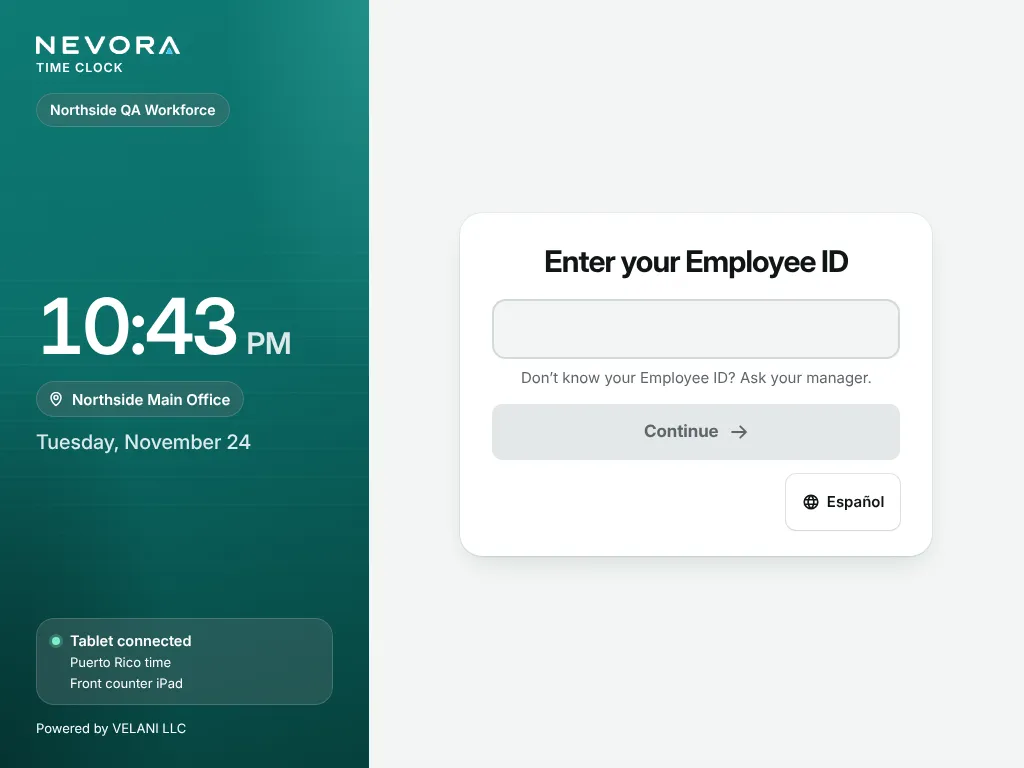 NEVORA
TIME CLOCK
Northside QA Workforce
10:43 PM
Northside Main Office
Tuesday, November 24
Tablet connected
Puerto Rico time
Front counter iPad
Powered by VELANI LLC
Enter your Employee ID
Don’t know your Employee ID? Ask your manager.
Continue →
Español